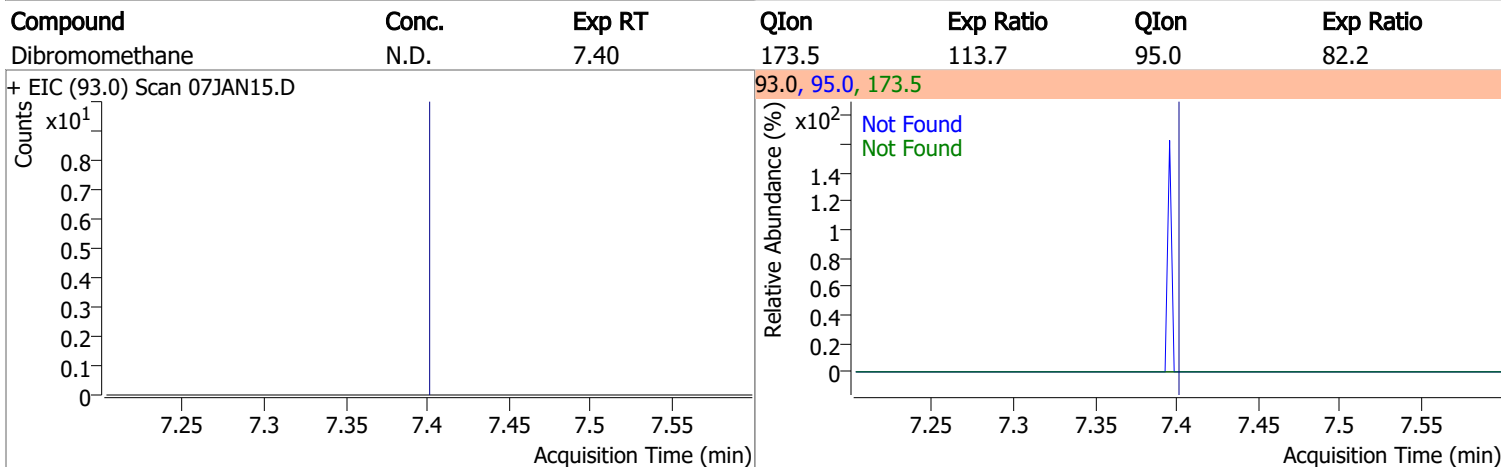 Compound Conc. Exp RT QIon Exp Ratio QIon Exp Ratio
Dibromomethane N.D. 7.40 173.5 113.7 95.0 82.2
+ EIC (93.0) Scan 07JAN15.D
Counts
x10¹
0.8
0.7
0.6
0.5
0.4
0.3
0.2
0.1
0
7.25 7.3 7.35 7.4 7.45 7.5 7.55
Acquisition Time (min)
93.0, 95.0, 173.5
Relative Abundance (%)
x10²
Not Found
Not Found
1.4
1.2
1
0.8
0.6
0.4
0.2
0
7.25 7.3 7.35 7.4 7.45 7.5 7.55
Acquisition Time (min)